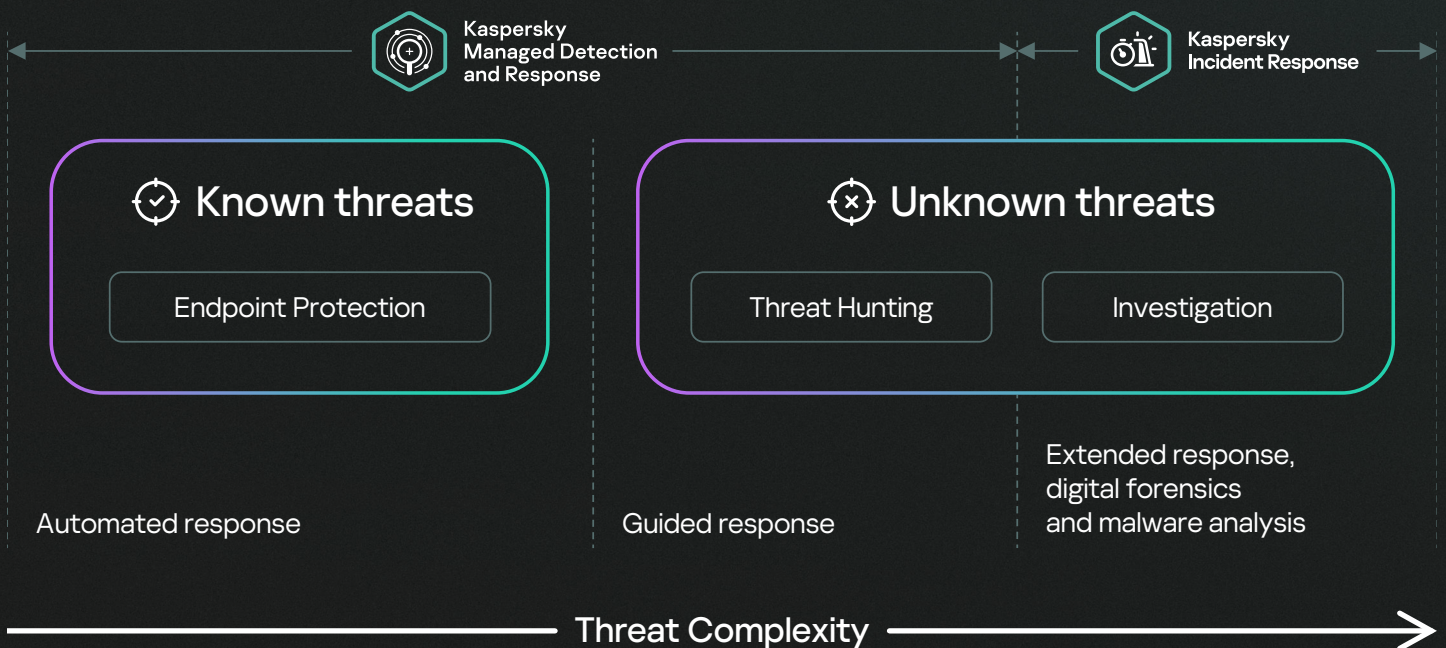 Kaspersky
Managed Detection
and Response
Kaspersky
Incident Response
Known threats
Endpoint Protection
Unknown threats
Threat Hunting
Investigation
Automated response
Guided response
Extended response,
digital forensics
and malware analysis
Threat Complexity